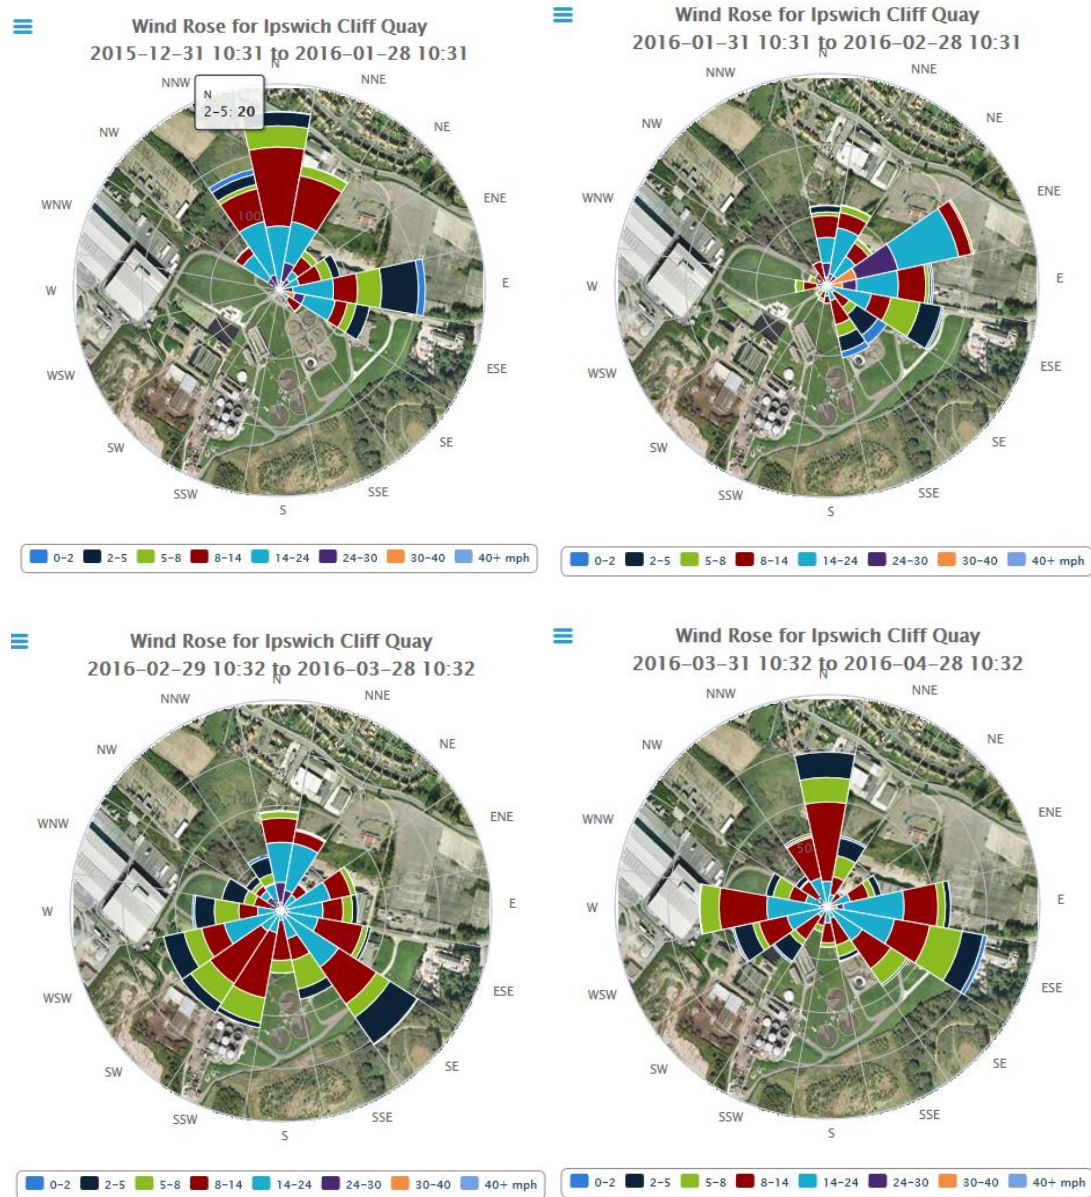 Wind Rose for Ipswich Cliff Quay
2015-12-31 10:31 to 2016-01-28 10:31
N
NNE
NE
ENE
E
ESE
SE
SSE
S
SSW
SW
WSW
W
WNW
NW
NNW
N
2-5: 20
100
0-2 2-5 5-8 8-14 14-24 24-30 30-40 40+ mph
Wind Rose for Ipswich Cliff Quay
2016-01-31 10:31 to 2016-02-28 10:31
N
NNE
NE
ENE
E
ESE
SE
SSE
S
SSW
SW
WSW
W
WNW
NW
NNW
0-2 2-5 5-8 8-14 14-24 24-30 30-40 40+ mph
Wind Rose for Ipswich Cliff Quay
2016-02-29 10:32 to 2016-03-28 10:32
N
NNE
NE
ENE
E
ESE
SE
SSE
S
SSW
SW
WSW
W
WNW
NW
NNW
0-2 2-5 5-8 8-14 14-24 24-30 30-40 40+ mph
Wind Rose for Ipswich Cliff Quay
2016-03-31 10:32 to 2016-04-28 10:32
N
NNE
NE
ENE
E
ESE
SE
SSE
S
SSW
SW
WSW
W
WNW
NW
NNW
50
0-2 2-5 5-8 8-14 14-24 24-30 30-40 40+ mph